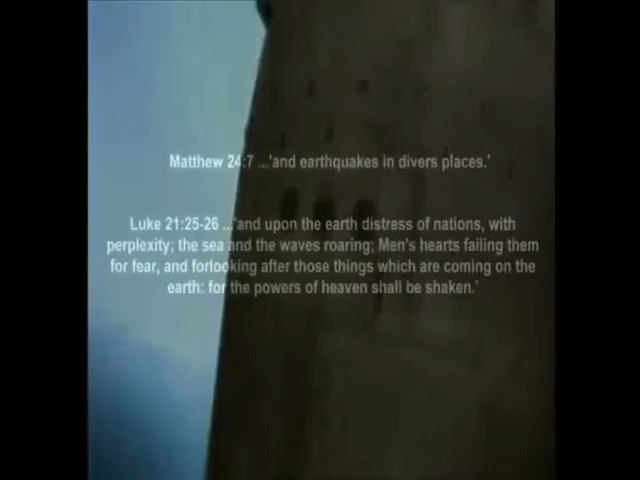 Matthew 24:7 ...'and earthquakes in divers places.'
Luke 21:25-26 ...'and upon the earth distress of nations, with
perplexity; the sea and the waves roaring; Men's hearts failing them
for fear, and forlooking after those things which are coming on the
earth: for the powers of heaven shall be shaken.'